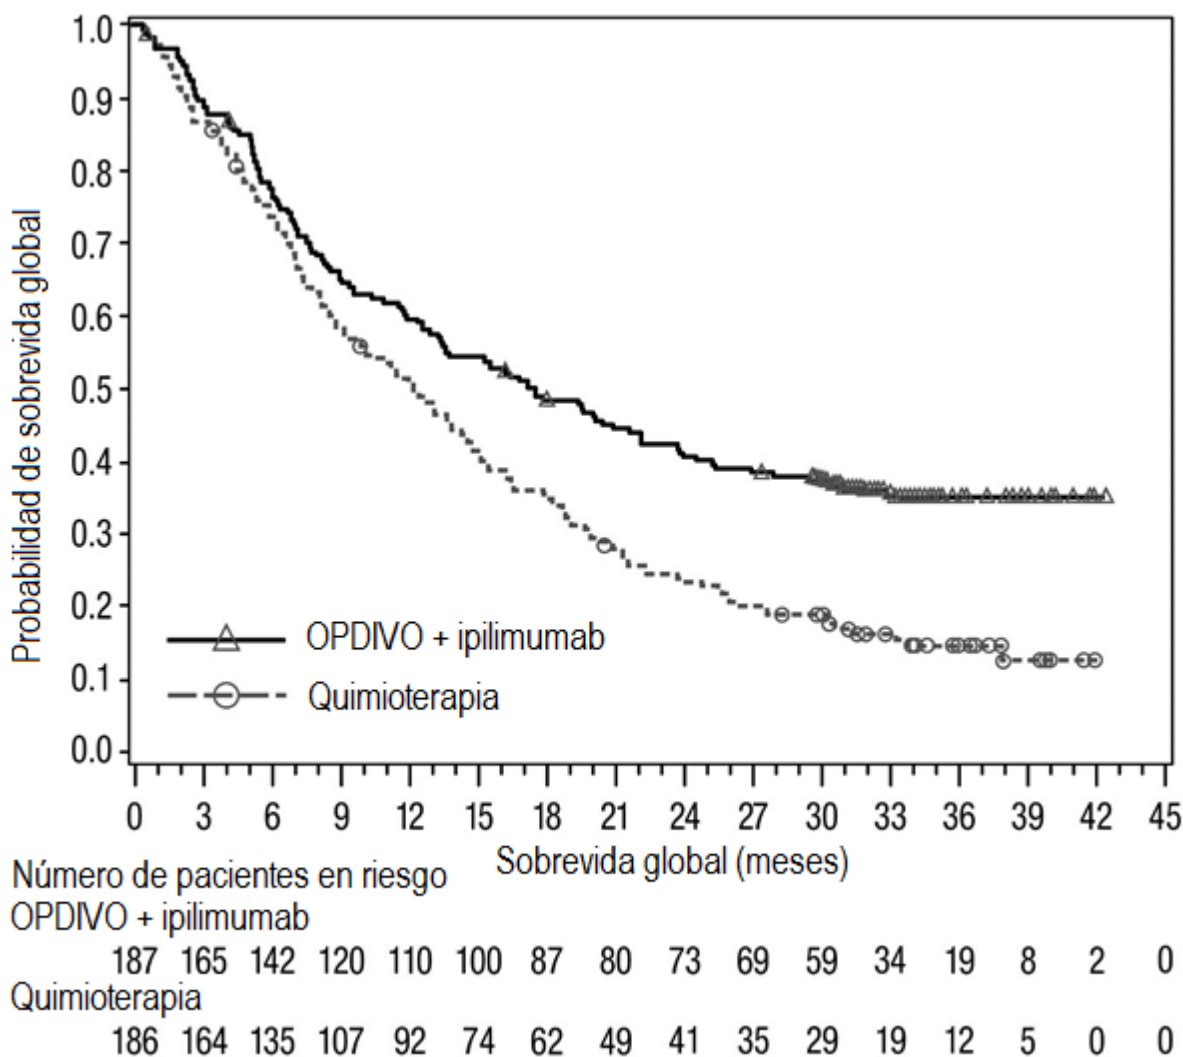 Probabilidad de sobrevida global
1.0
0.9
0.8
0.7
0.6
0.5
0.4
0.3
0.2
0.1
0.0
OPDIVO + ipilimumab
Quimioterapia
0 3 6 9 12 15 18 21 24 27 30 33 36 39 42 45
Sobrevida global (meses)
Número de pacientes en riesgo
OPDIVO + ipilimumab
187 165 142 120 110 100 87 80 73 69 59 34 19 8 2 0
Quimioterapia
186 164 135 107 92 74 62 49 41 35 29 19 12 5 0 0